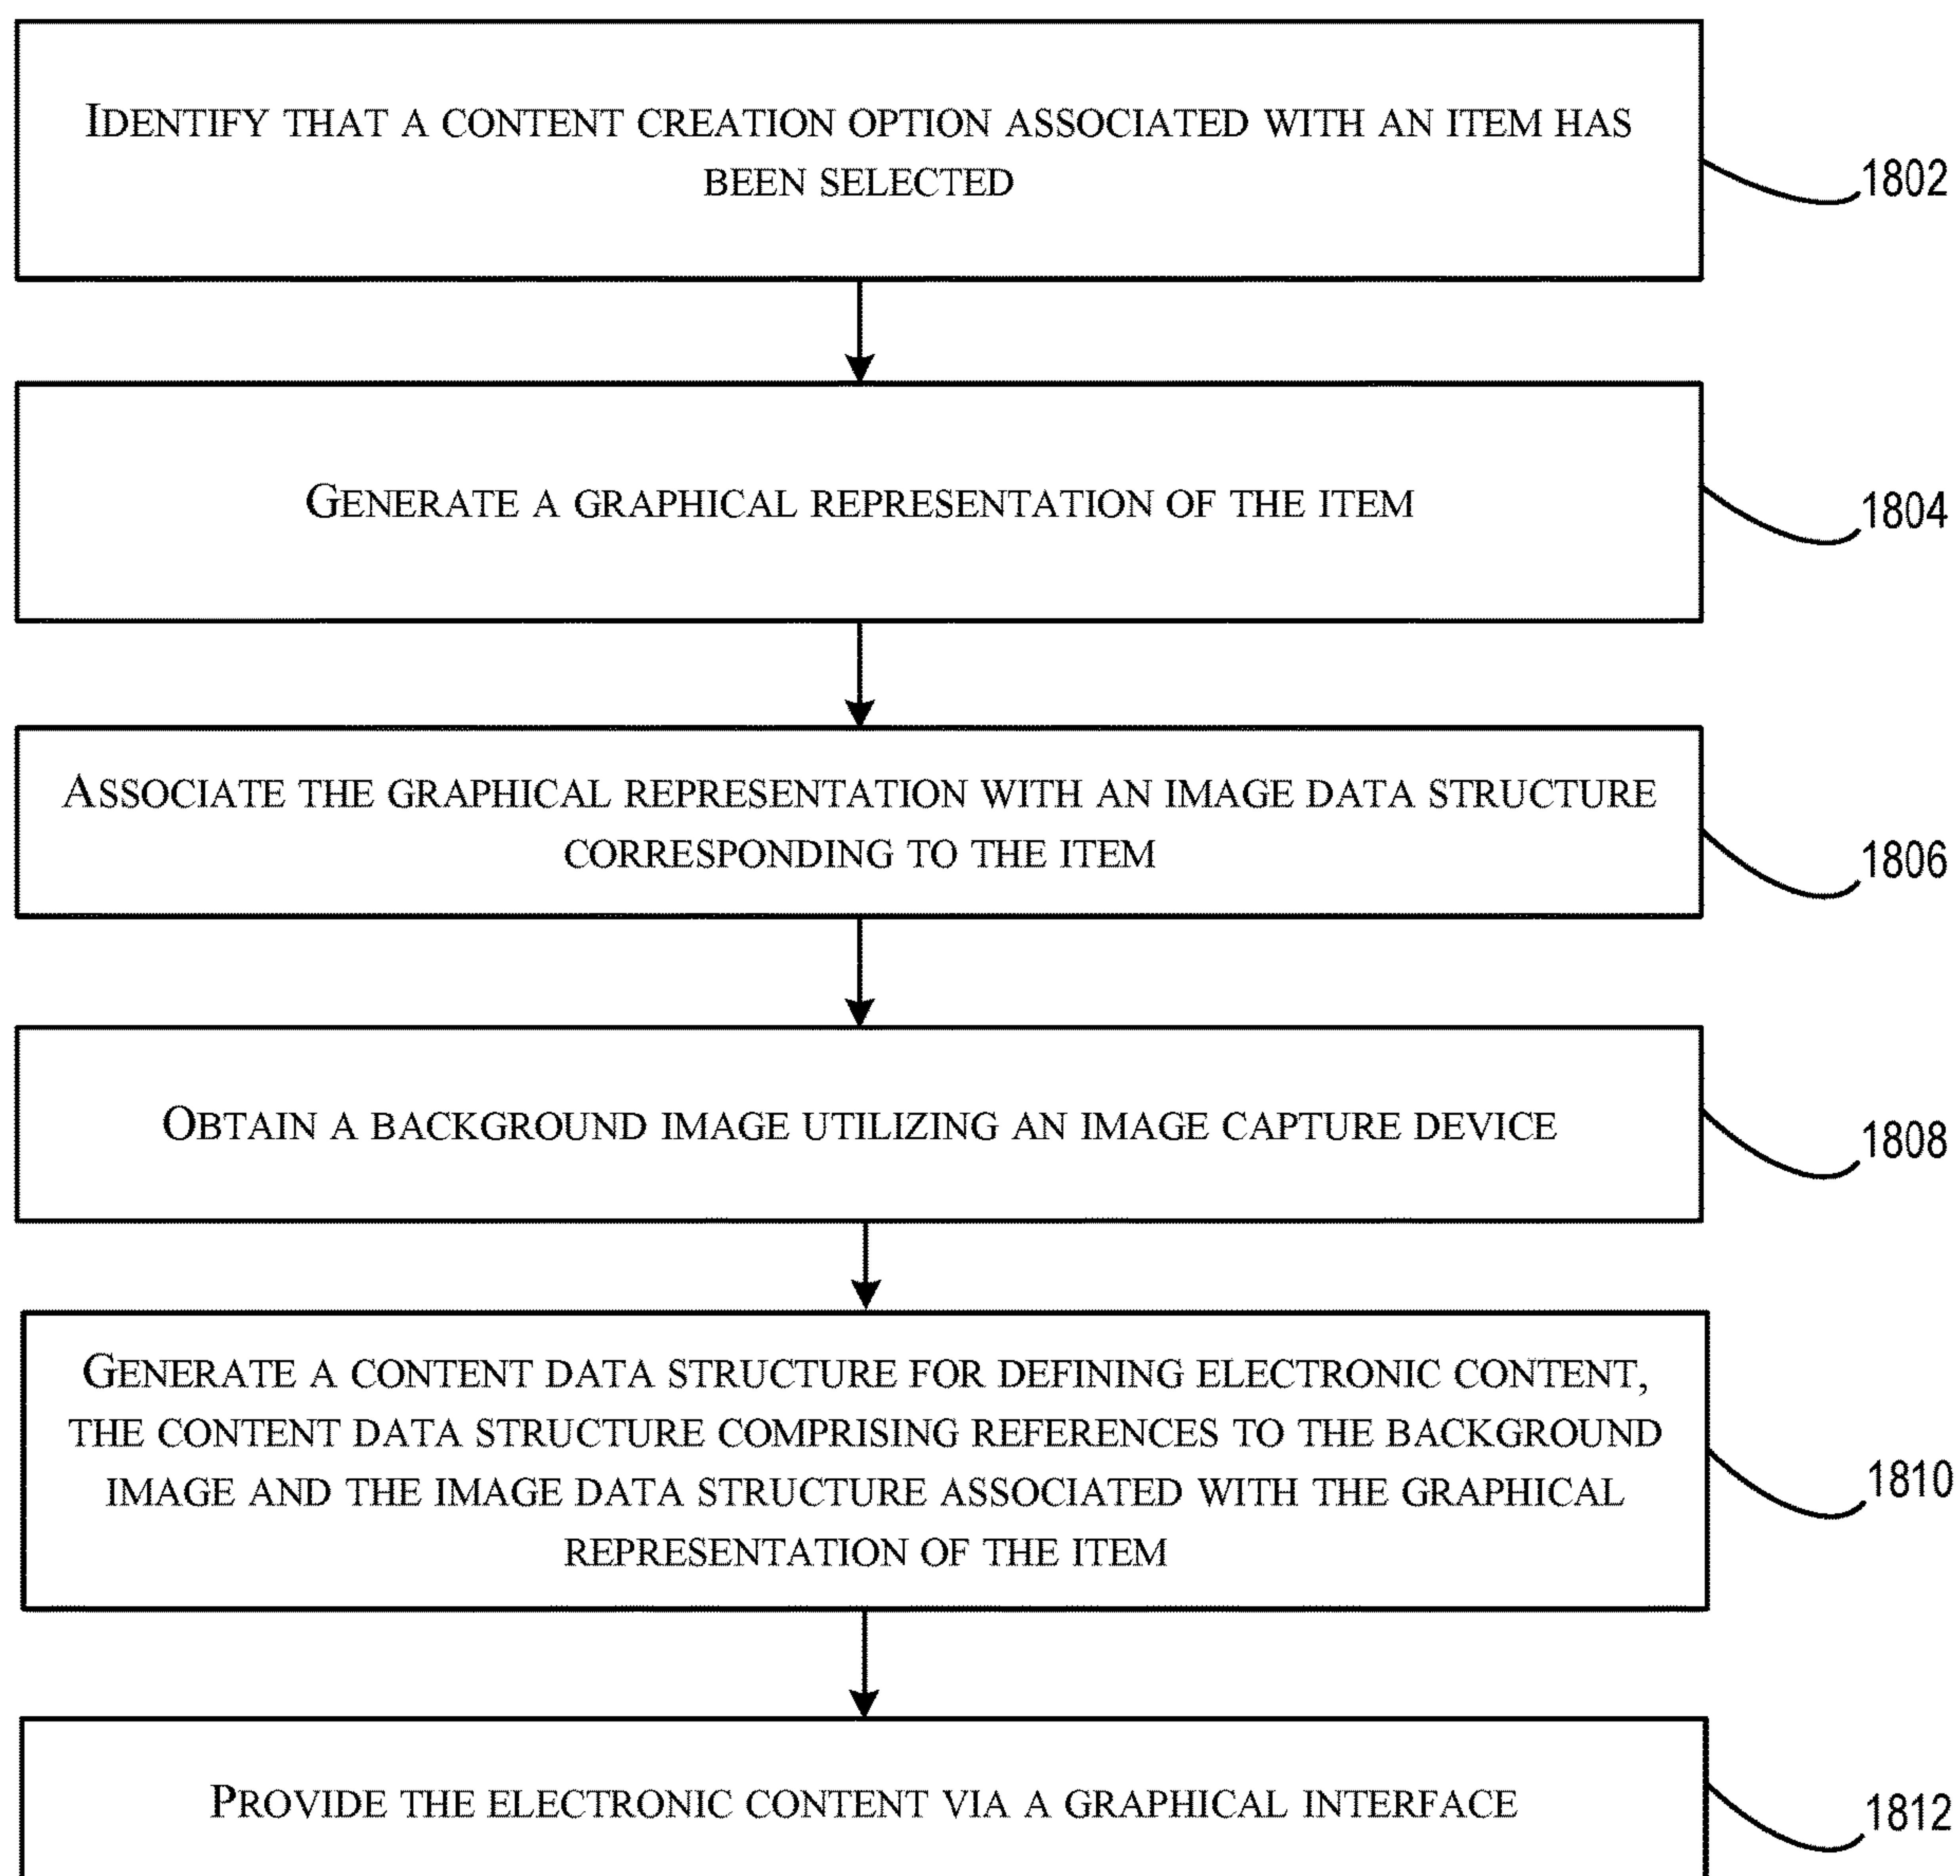 IDENTIFY THAT A CONTENT CREATION OPTION ASSOCIATED WITH AN ITEM HAS
BEEN SELECTED
1802
GENERATE A GRAPHICAL REPRESENTATION OF THE ITEM
1804
ASSOCIATE THE GRAPHICAL REPRESENTATION WITH AN IMAGE DATA STRUCTURE
CORRESPONDING TO THE ITEM
1806
OBTAIN A BACKGROUND IMAGE UTILIZING AN IMAGE CAPTURE DEVICE
1808
GENERATE A CONTENT DATA STRUCTURE FOR DEFINING ELECTRONIC CONTENT,
THE CONTENT DATA STRUCTURE COMPRISING REFERENCES TO THE BACKGROUND
IMAGE AND THE IMAGE DATA STRUCTURE ASSOCIATED WITH THE GRAPHICAL
REPRESENTATION OF THE ITEM
1810
PROVIDE THE ELECTRONIC CONTENT VIA A GRAPHICAL INTERFACE
1812